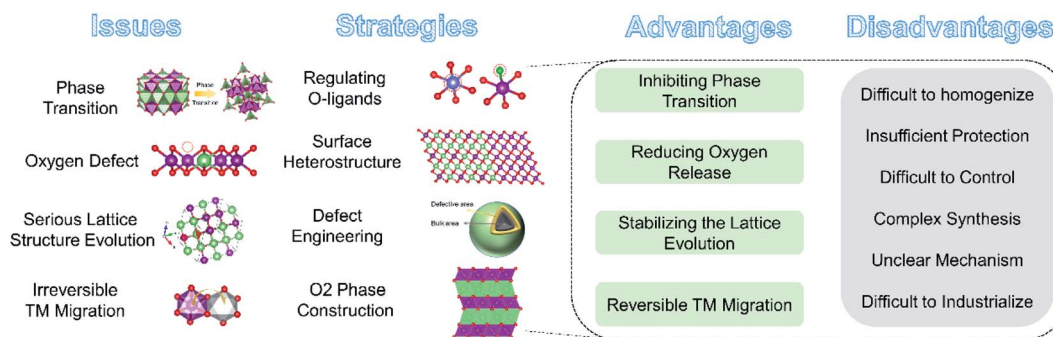 Issues
Strategies
Advantages
Disadvantages
Phase
Transition
Phase
Transition
Regulating
O-ligands
Inhibiting Phase
Transition
Difficult to homogenize
Oxygen Defect
Surface
Heterostructure
Reducing Oxygen
Release
Insufficient Protection
Difficult to Control
Serious Lattice
Structure Evolution
Defect
Engineering
Defective area
Bulk area
Stabilizing the Lattice
Evolution
Complex Synthesis
Unclear Mechanism
Irreversible
TM Migration
O2 Phase
Construction
Reversible TM Migration
Difficult to Industrialize